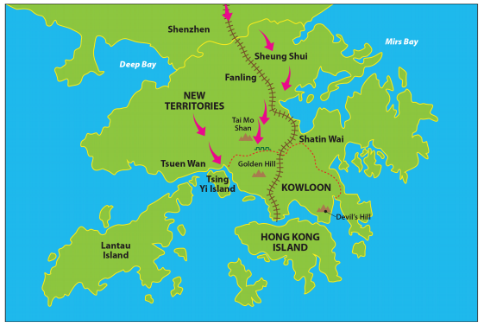 Shenzhen
Mirs Bay
Sheung Shui
Deep Bay
Fanling
NEW
TERRITORIES
Tai Mo
Shan
Shatin Wai
Tsuen Wan
Golden Hill
Tsing
Yi Island
KOWLOON
Devil's Hill
HONG KONG
ISLAND
Lantau
Island